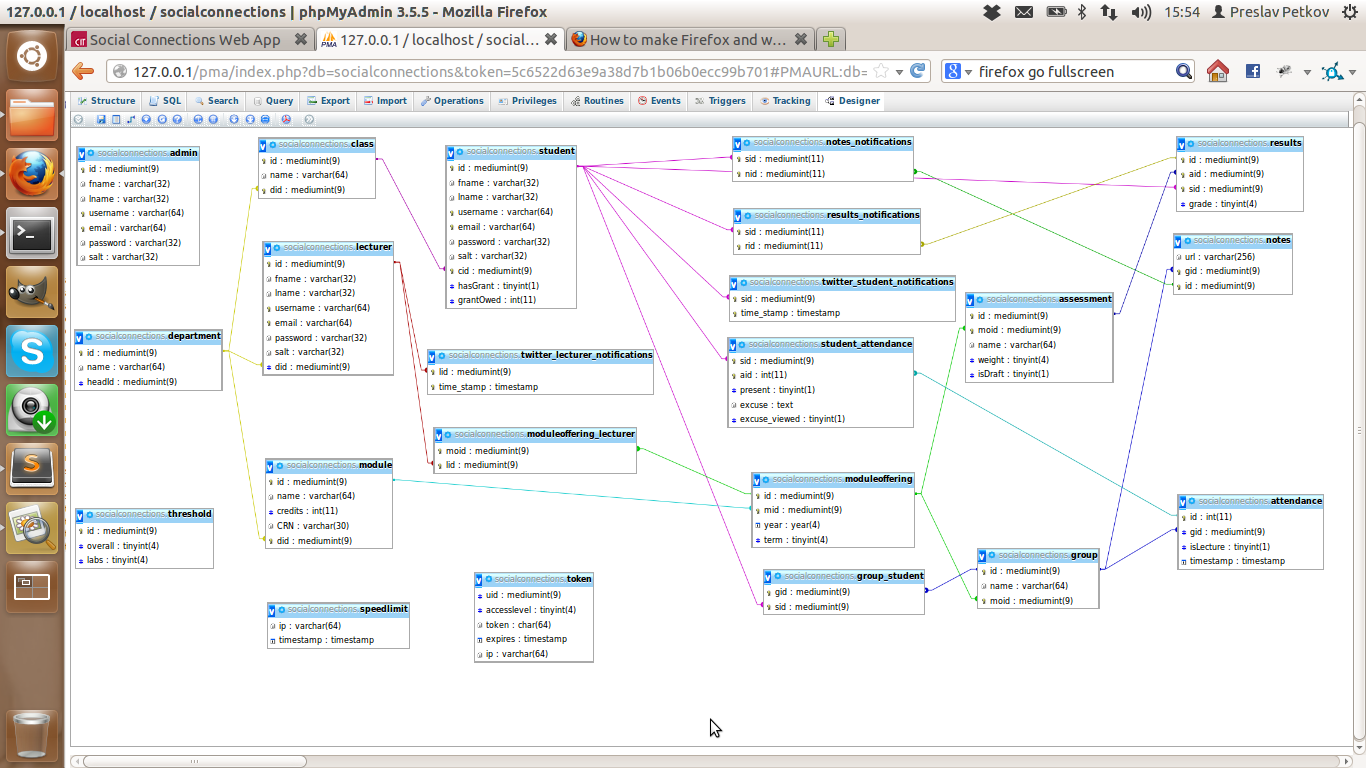 127.0.0.1 / localhost / socialconnections | phpMyAdmin 3.5.5 - Mozilla Firefox
15:54 Preslav Petkov
CIT Social Connections Web App
PMA 127.0.0.1 / localhost / social...
How to make Firefox and w...
127.0.0.1/pma/index.php?db=socialconnections&token=5c6522d63e9a38d7b1b06b0ecc99b701#PMAURL:db=
firefox go fullscreen
Structure SQL Search Query Export Import Operations Privileges Routines Events Triggers Tracking Designer
socialconnections.admin
id : mediumint(9)
fname : varchar(32)
lname : varchar(32)
username : varchar(64)
email : varchar(64)
password : varchar(32)
salt : varchar(32)
socialconnections.class
id : mediumint(9)
name : varchar(64)
did : mediumint(9)
socialconnections.student
id : mediumint(9)
fname : varchar(32)
lname : varchar(32)
username : varchar(64)
email : varchar(64)
password : varchar(32)
salt : varchar(32)
cid : mediumint(9)
hasGrant : tinyint(1)
grantOwed : int(11)
socialconnections.notes_notifications
sid : mediumint(11)
nid : mediumint(11)
socialconnections.results
id : mediumint(9)
aid : mediumint(9)
sid : mediumint(9)
grade : tinyint(4)
socialconnections.results_notifications
sid : mediumint(11)
rid : mediumint(11)
socialconnections.notes
url : varchar(256)
gid : mediumint(9)
id : mediumint(9)
socialconnections.lecturer
id : mediumint(9)
fname : varchar(32)
lname : varchar(32)
username : varchar(64)
email : varchar(64)
password : varchar(32)
salt : varchar(32)
did : mediumint(9)
socialconnections.twitter_student_notifications
sid : mediumint(9)
time_stamp : timestamp
socialconnections.assessment
id : mediumint(9)
moid : mediumint(9)
name : varchar(64)
weight : tinyint(4)
isDraft : tinyint(1)
socialconnections.department
id : mediumint(9)
name : varchar(64)
headId : mediumint(9)
socialconnections.student_attendance
sid : mediumint(9)
aid : int(11)
present : tinyint(1)
excuse : text
excuse_viewed : tinyint(1)
socialconnections.twitter_lecturer_notifications
lid : mediumint(9)
time_stamp : timestamp
socialconnections.moduleoffering_lecturer
moid : mediumint(9)
lid : mediumint(9)
socialconnections.module
id : mediumint(9)
name : varchar(64)
credits : int(11)
CRN : varchar(30)
did : mediumint(9)
socialconnections.moduleoffering
id : mediumint(9)
mid : mediumint(9)
year : year(4)
term : tinyint(4)
socialconnections.attendance
id : int(11)
gid : mediumint(9)
isLecture : tinyint(1)
timestamp : timestamp
socialconnections.threshold
id : mediumint(9)
overall : tinyint(4)
labs : tinyint(4)
socialconnections.group
id : mediumint(9)
name : varchar(64)
moid : mediumint(9)
socialconnections.token
uid : mediumint(9)
accesslevel : tinyint(4)
token : char(64)
expires : timestamp
ip : varchar(64)
socialconnections.group_student
gid : mediumint(9)
sid : mediumint(9)
socialconnections.speedlimit
ip : varchar(64)
timestamp : timestamp